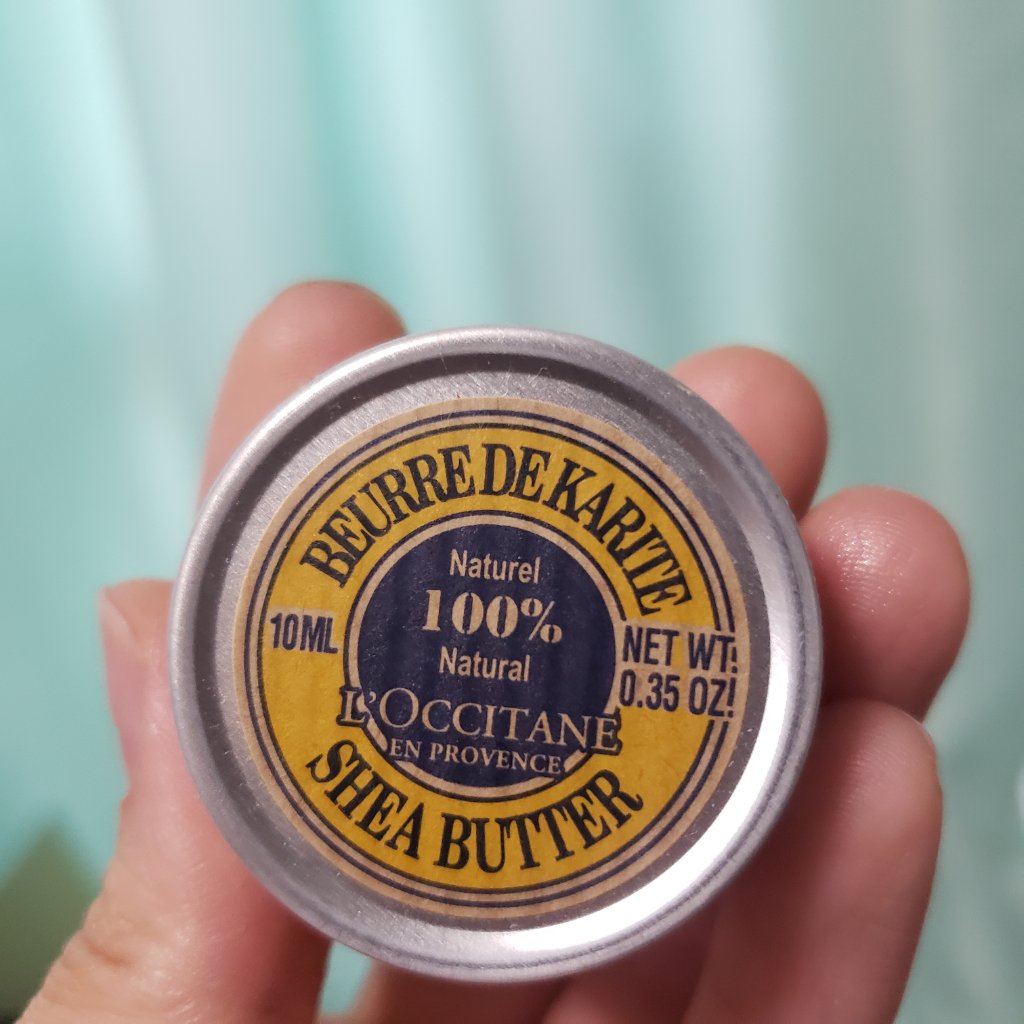 BEURRE DE KARITE
Naturel
100%
Natural
10ML
NET WT:
0.35 OZ!
L'OCCITANE
EN PROVENCE
SHEA BUTTER